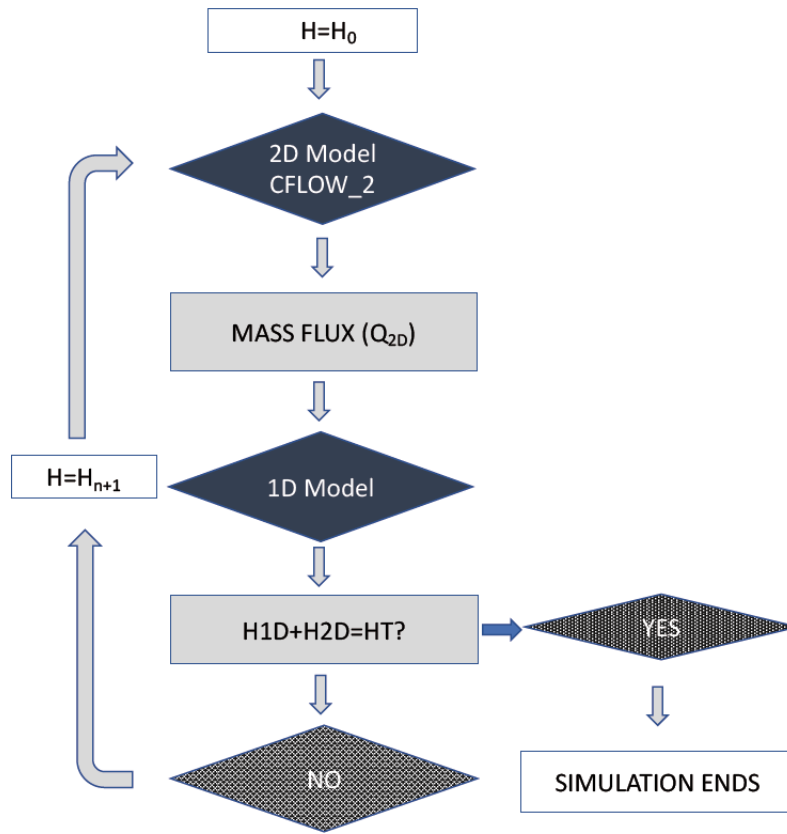 H=H₀
2D Model
CFLOW_2
MASS FLUX (Q₂D)
H=Hₙ₊₁
1D Model
H1D+H2D=HT?
YES
NO
SIMULATION ENDS